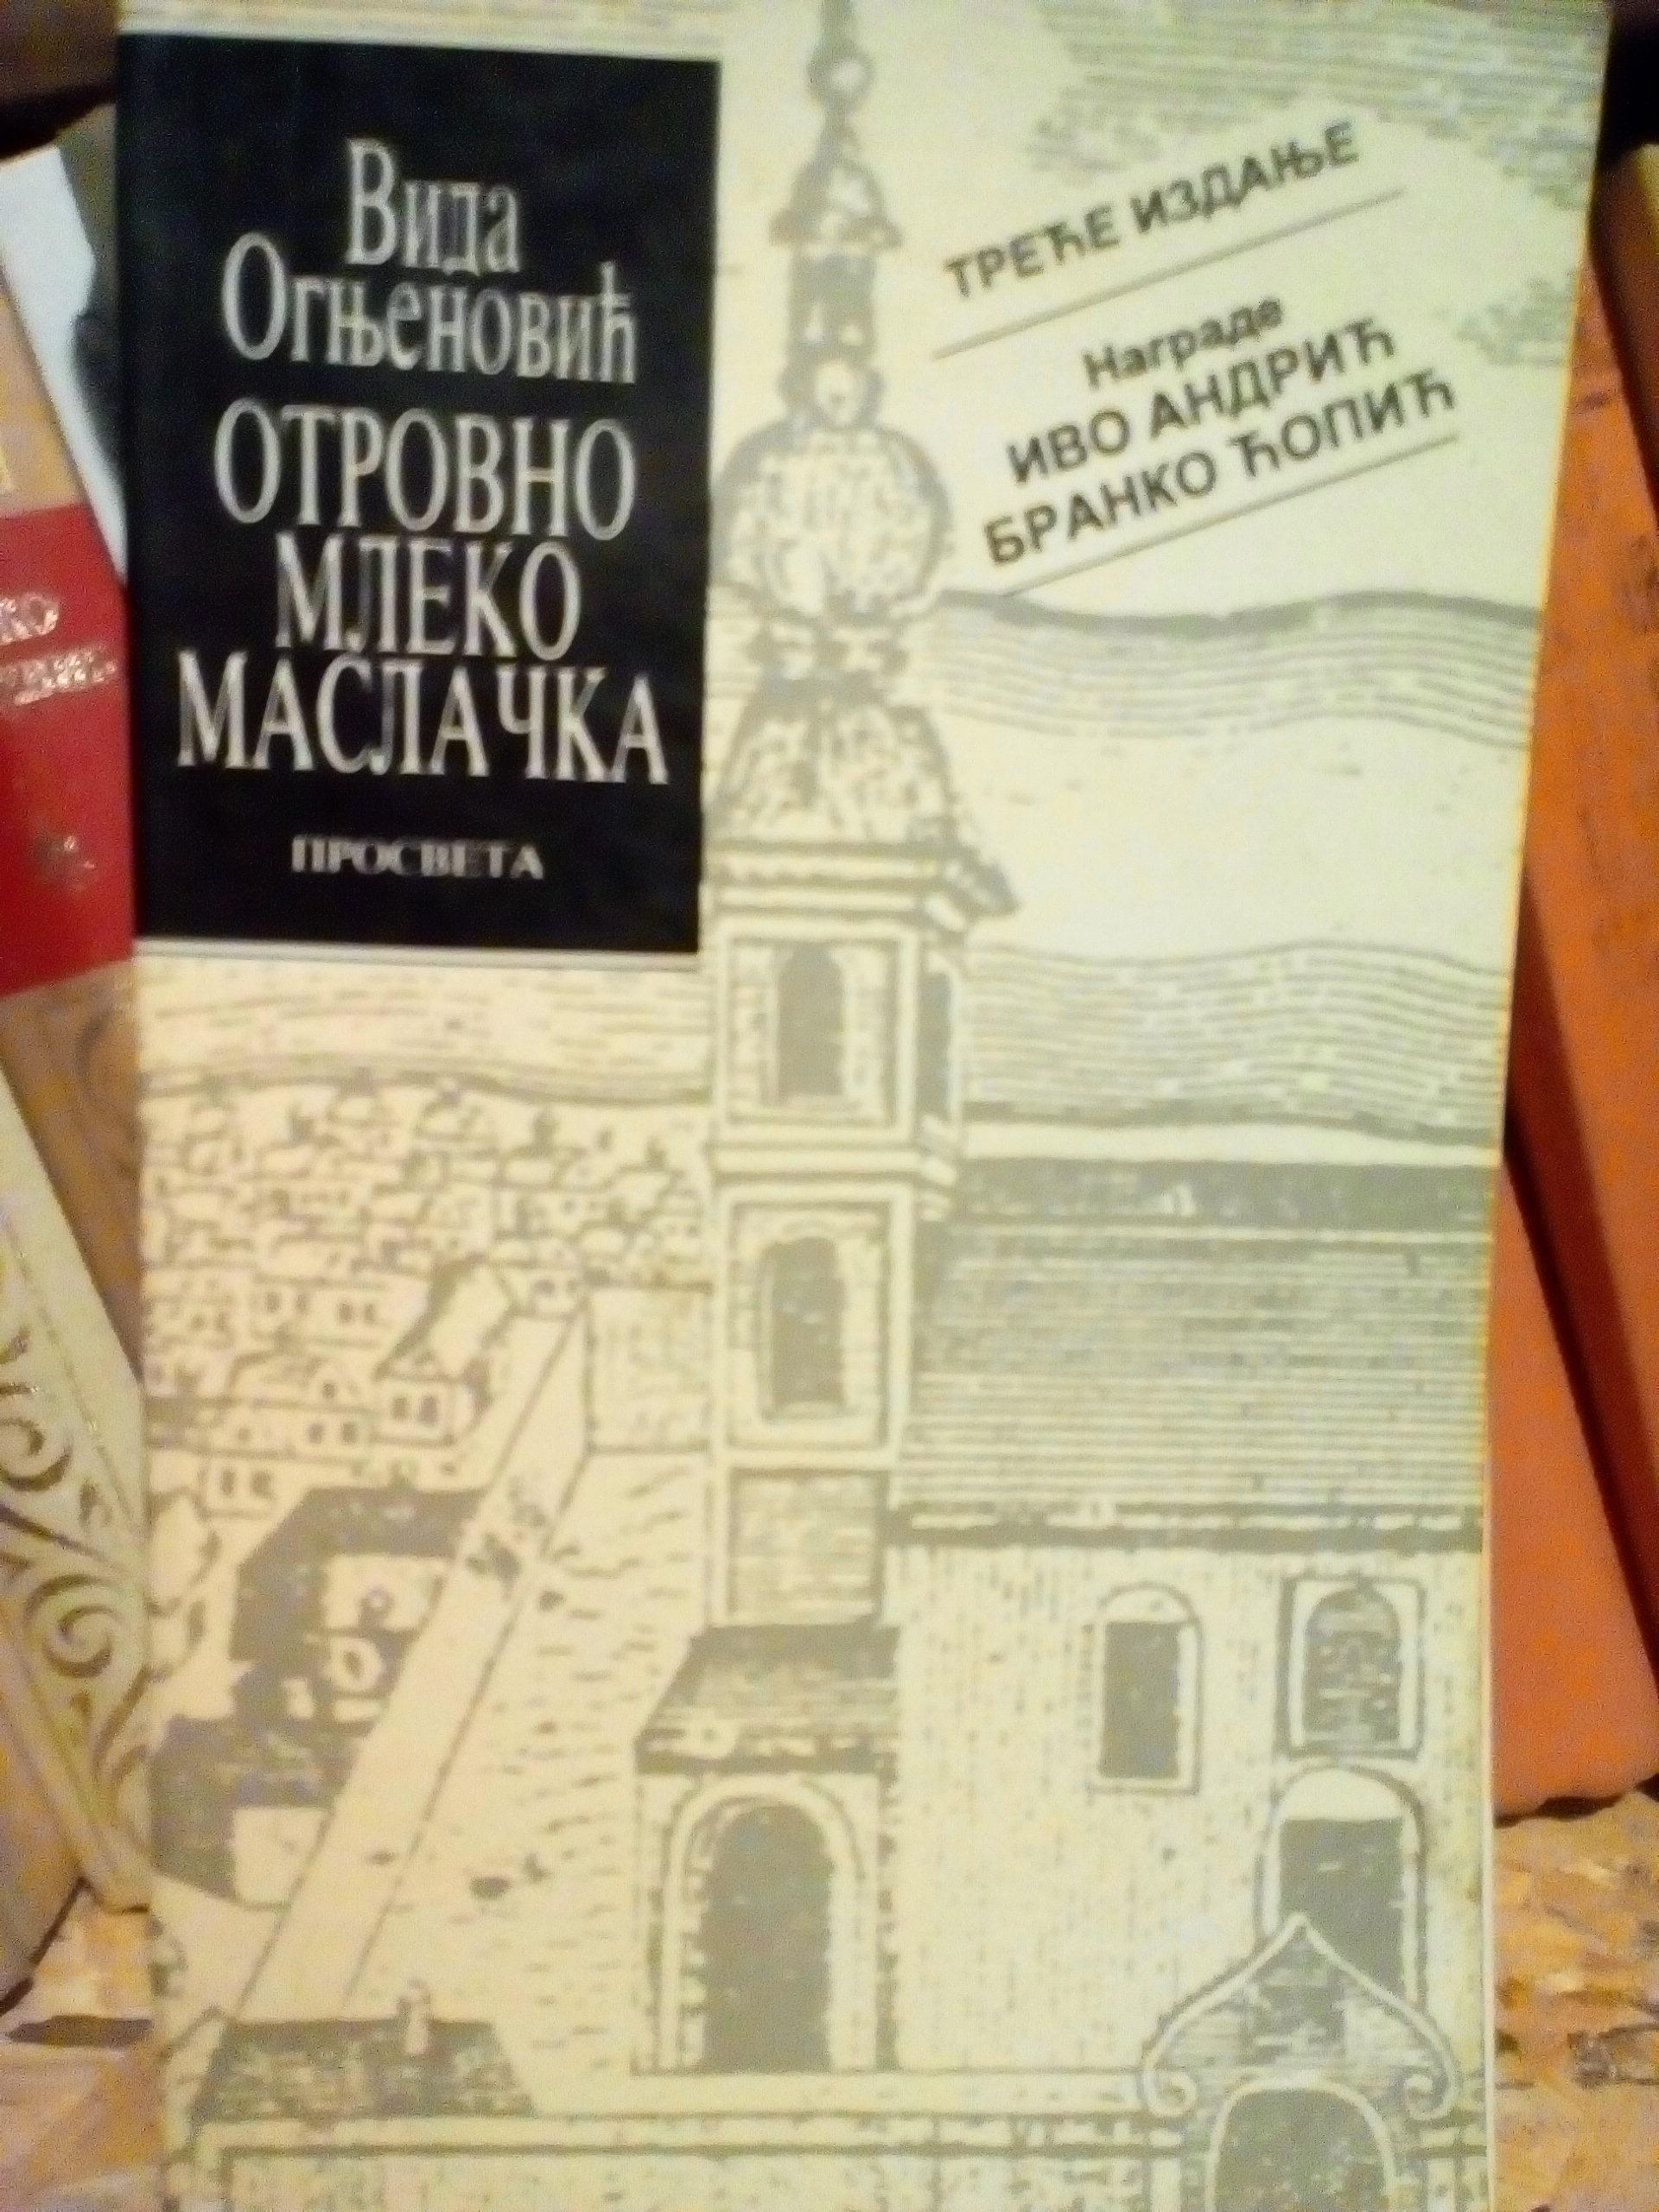 Вида
Огњеновић
ОТРОВНО
МЛЕКО
МАСЛАЧКА
ПРОСВЕТА
ТРЕЋЕ ИЗДАЊЕ
Награде
ИВО АНДРИЋ
БРАНКО ЋОПИЋ